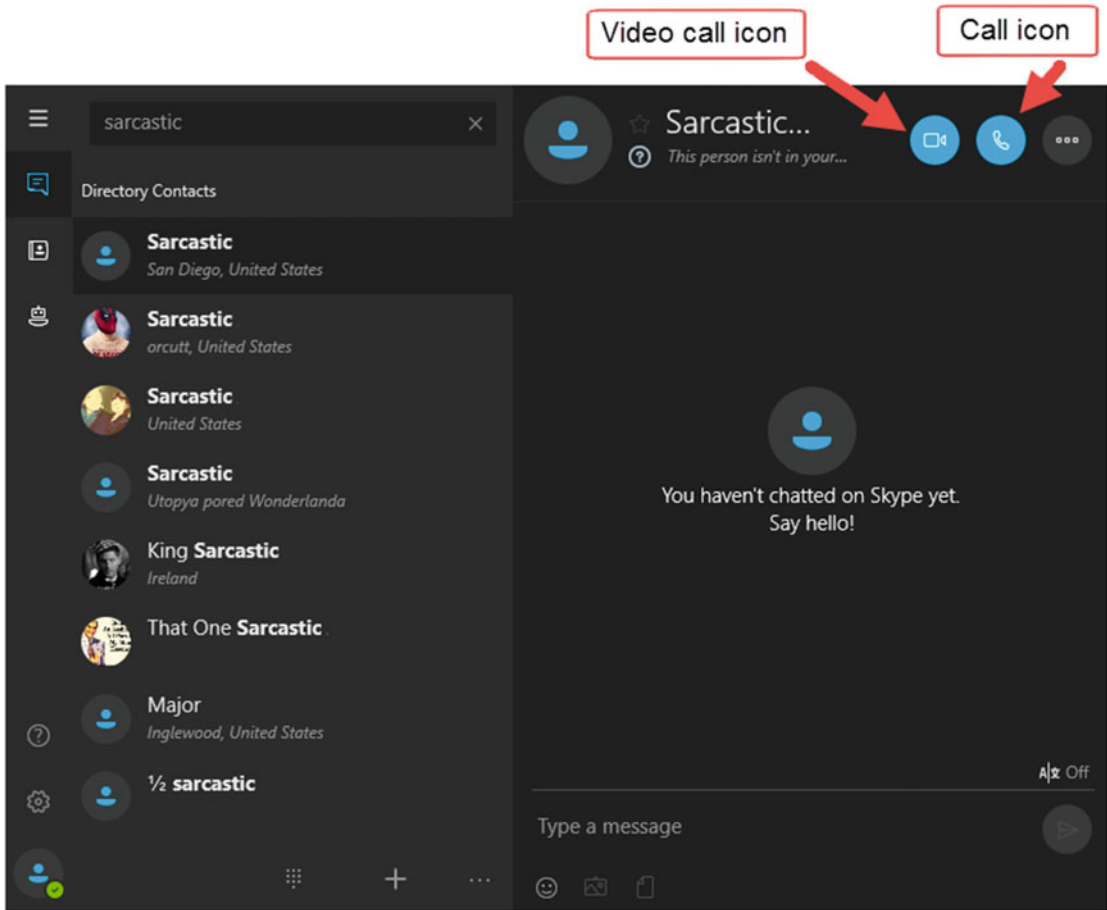 Video call icon
Call icon
sarcastic
Directory Contacts
Sarcastic
San Diego, United States
Sarcastic
orcutt, United States
Sarcastic
United States
Sarcastic
Utopya pored Wonderlanda
King Sarcastic
Ireland
That One Sarcastic
Major
Inglewood, United States
½ sarcastic
Sarcastic...
This person isn't in your...
You haven't chatted on Skype yet.
Say hello!
A|文 Off
Type a message